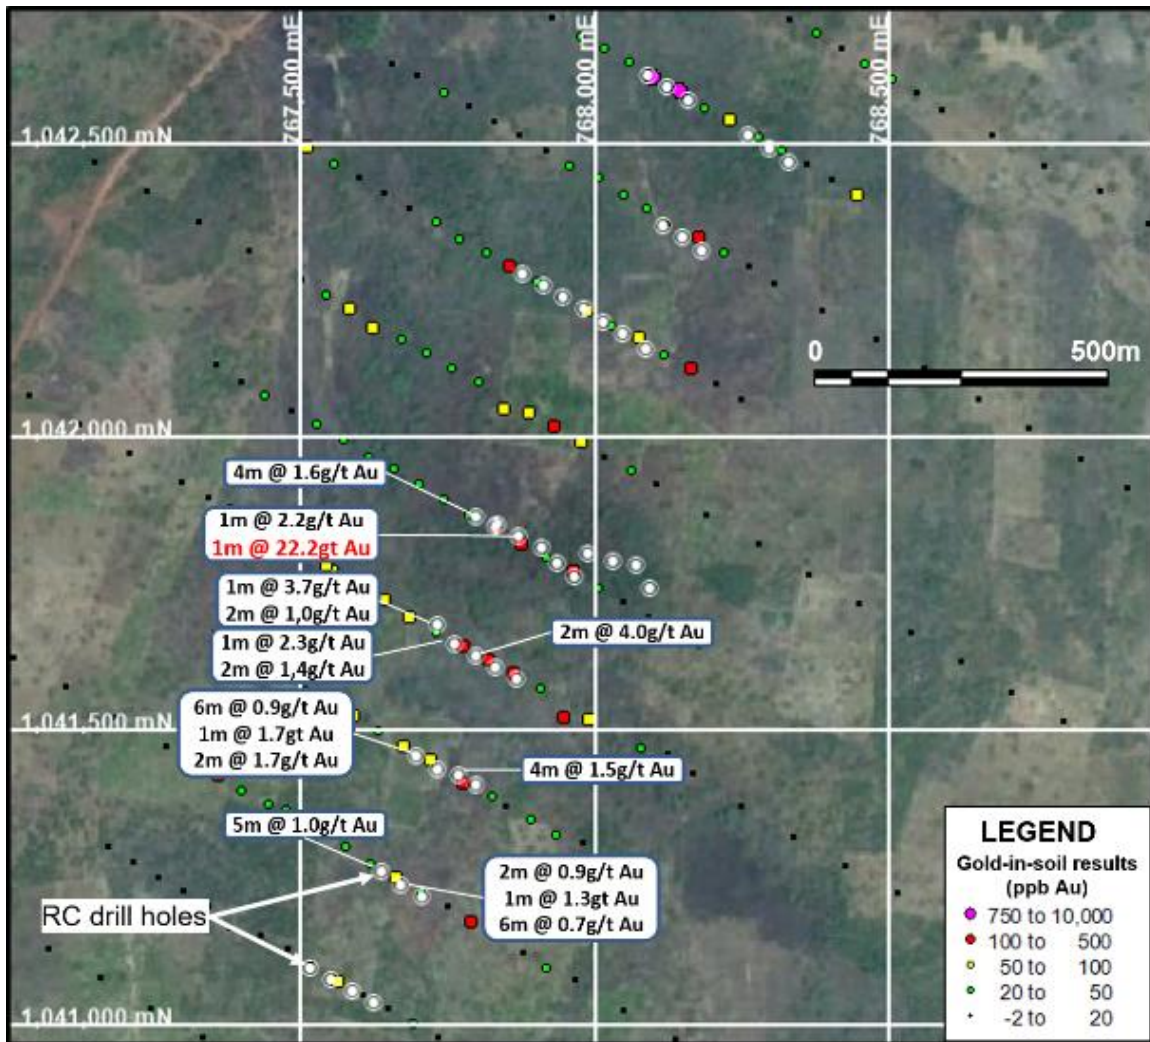 767,500 mE
768,000 mE
768,500 mE
1,042,500 mN
0 500m
1,042,000 mN
4m @ 1.6g/t Au
1m @ 2.2g/t Au
1m @ 22.2gt Au
1m @ 3.7g/t Au
2m @ 1,0g/t Au
2m @ 4.0g/t Au
1m @ 2.3g/t Au
2m @ 1,4g/t Au
6m @ 0.9g/t Au
1m @ 1.7gt Au
2m @ 1.7g/t Au
1,041,500 mN
4m @ 1.5g/t Au
5m @ 1.0g/t Au
2m @ 0.9g/t Au
1m @ 1.3gt Au
6m @ 0.7g/t Au
RC drill holes
1,041,000 mN
LEGEND
Gold-in-soil results
(ppb Au)
750 to 10,000
100 to 500
50 to 100
20 to 50
-2 to 20